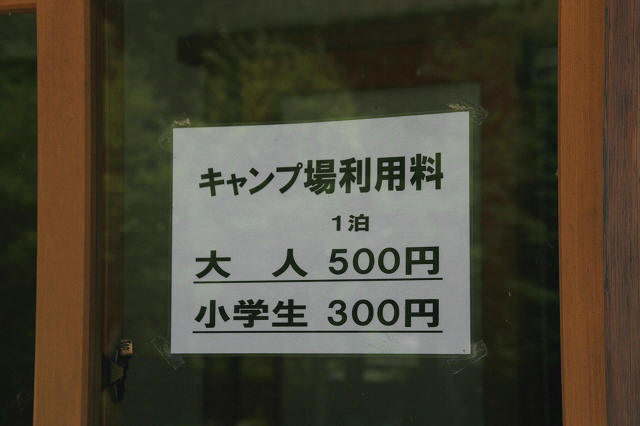 キャンプ場利用料
1泊
大　人 500円
小学生 300円